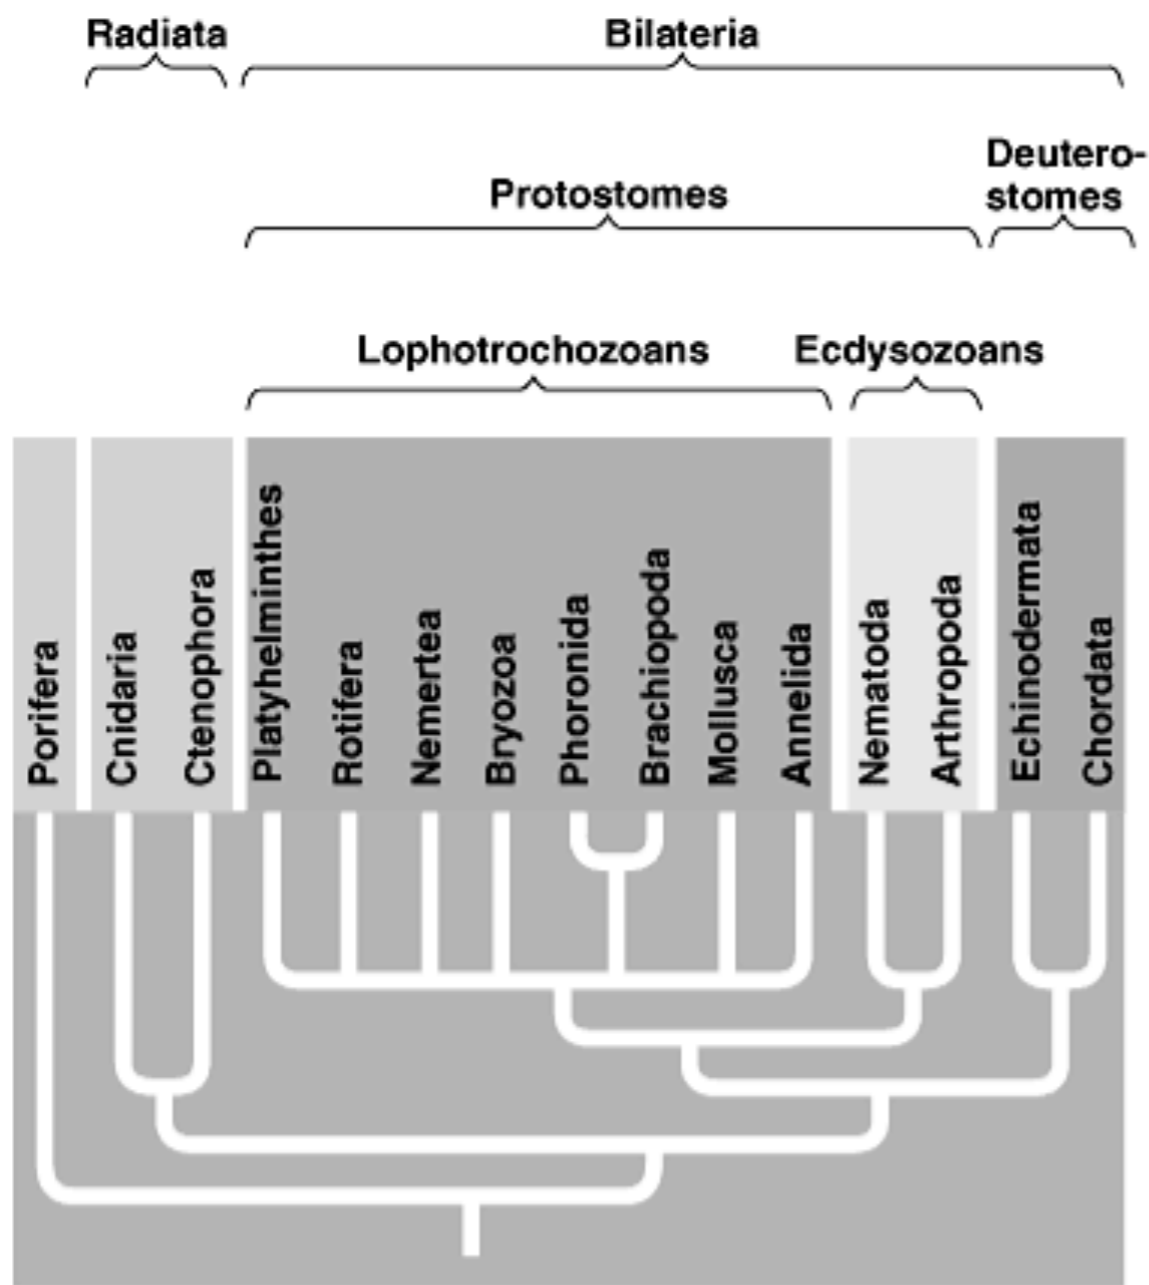 Radiata
Bilateria
Deutero-
stomes
Protostomes
Lophotrochozoans
Ecdysozoans
Porifera
Cnidaria
Ctenophora
Platyhelminthes
Rotifera
Nemertea
Bryozoa
Phoronida
Brachiopoda
Mollusca
Annelida
Nematoda
Arthropoda
Echinodermata
Chordata